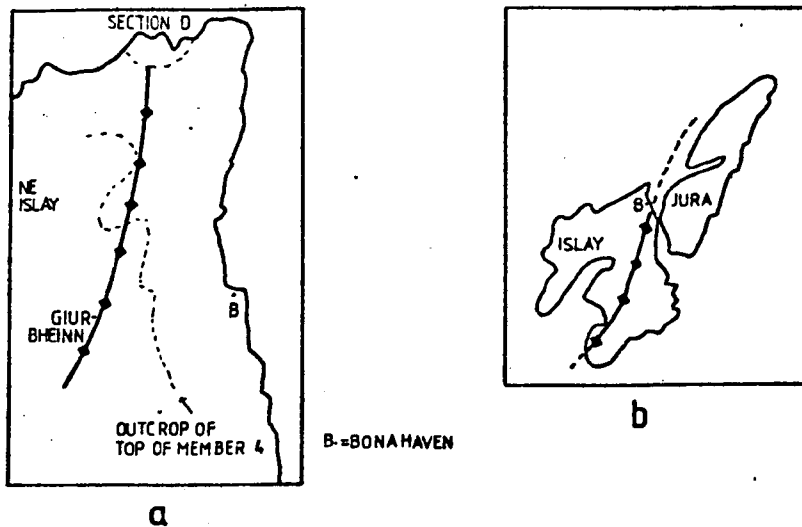 SECTION D
NE
ISLAY
GIUR-
BHEINN
B
OUTCROP OF
TOP OF MEMBER 4
B.=BONAHAVEN
a
B
JURA
ISLAY
b